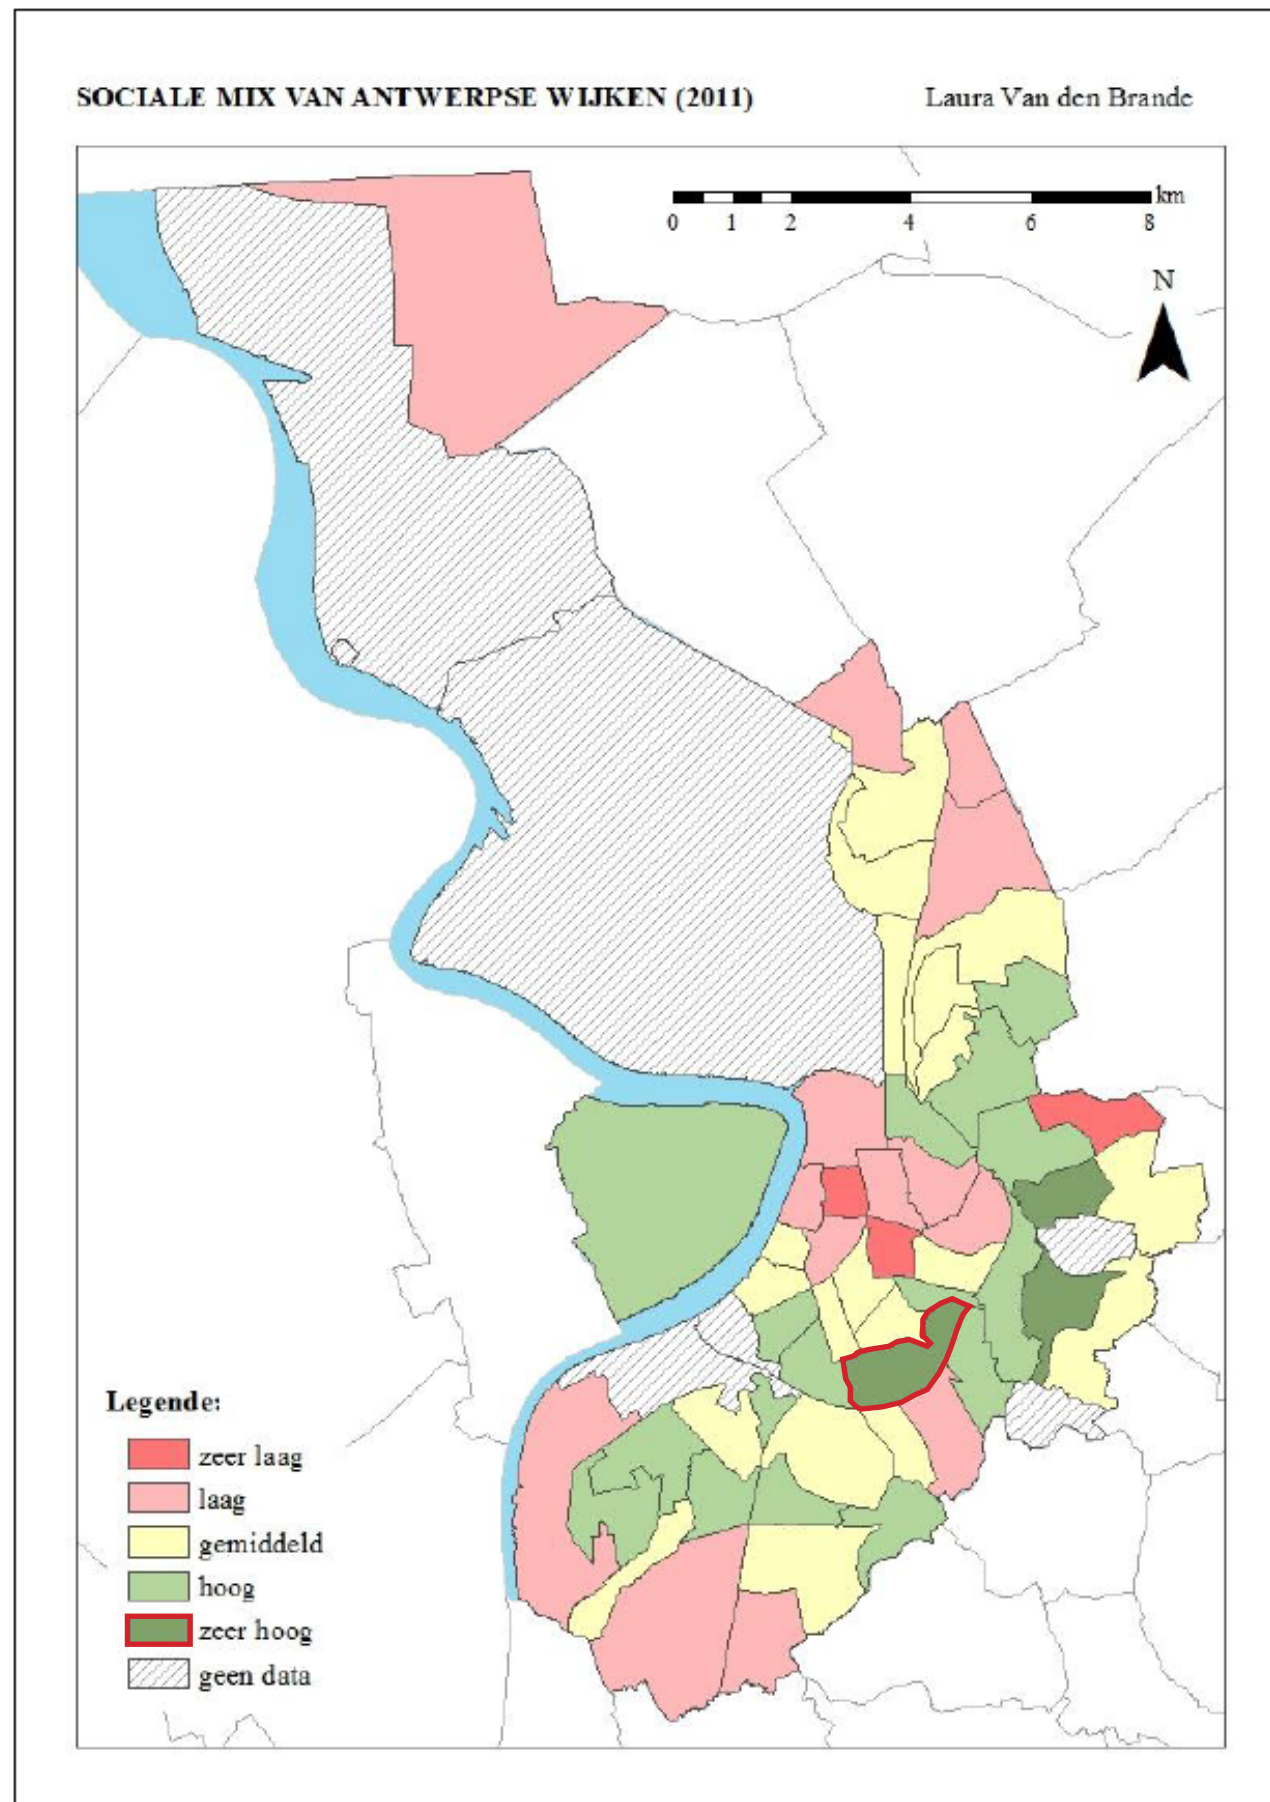 SOCIALE MIX VAN ANTWERPSE WIJKEN (2011) Laura Van den Brande
km
0 1 2 4 6 8
N
Legende:
zeer laag
laag
gemiddeld
hoog
zeer hoog
geen data